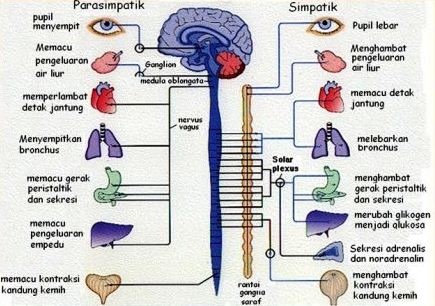 Parasimpatik
Simpatik
pupil
menyempit
Pupil lebar
Memacu
pengeluaran
air liur
Ganglion
medula oblongata
Menghambat
pengeluaran
air liur
memperlambat
detak jantung
memacu detak
jantung
nervus
vagus
Menyempitkan
bronchus
melebarkan
bronchus
Solar
plexus
memacu gerak
peristaltik
dan sekresi
menghambat
gerak peristaltik
dan sekresi
memacu
pengeluaran
empedu
merubah glikogen
menjadi glukosa
Sekresi adrenalis
dan noradrenalin
memacu kontraksi
kandung kemih
rantai
ganglia
saraf
menghambat
kontraksi
kandung kemih